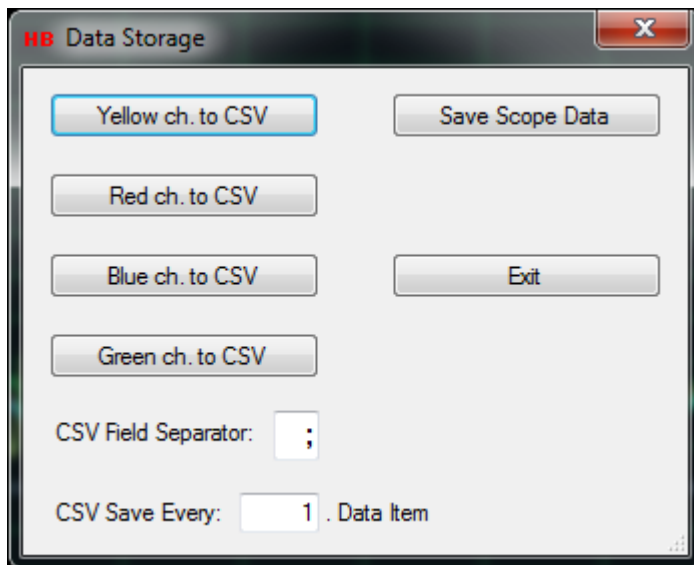 HB Data Storage
Yellow ch. to CSV
Save Scope Data
Red ch. to CSV
Blue ch. to CSV
Exit
Green ch. to CSV
CSV Field Separator: ;
CSV Save Every: 1 . Data Item